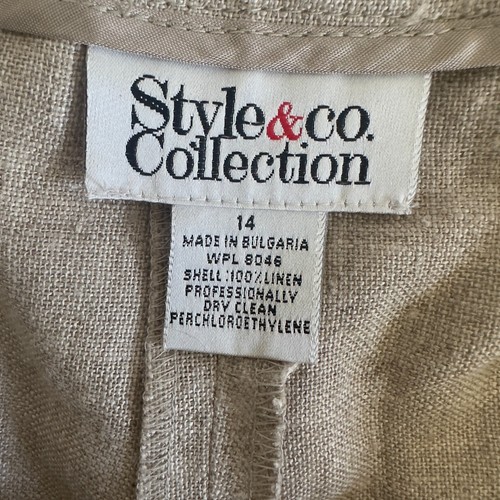 Style&co.
Collection
14
MADE IN BULGARIA
WPL 8046
SHELL:100% LINEN
PROFESSIONALLY
DRY CLEAN
PERCHLOROETHYLENE